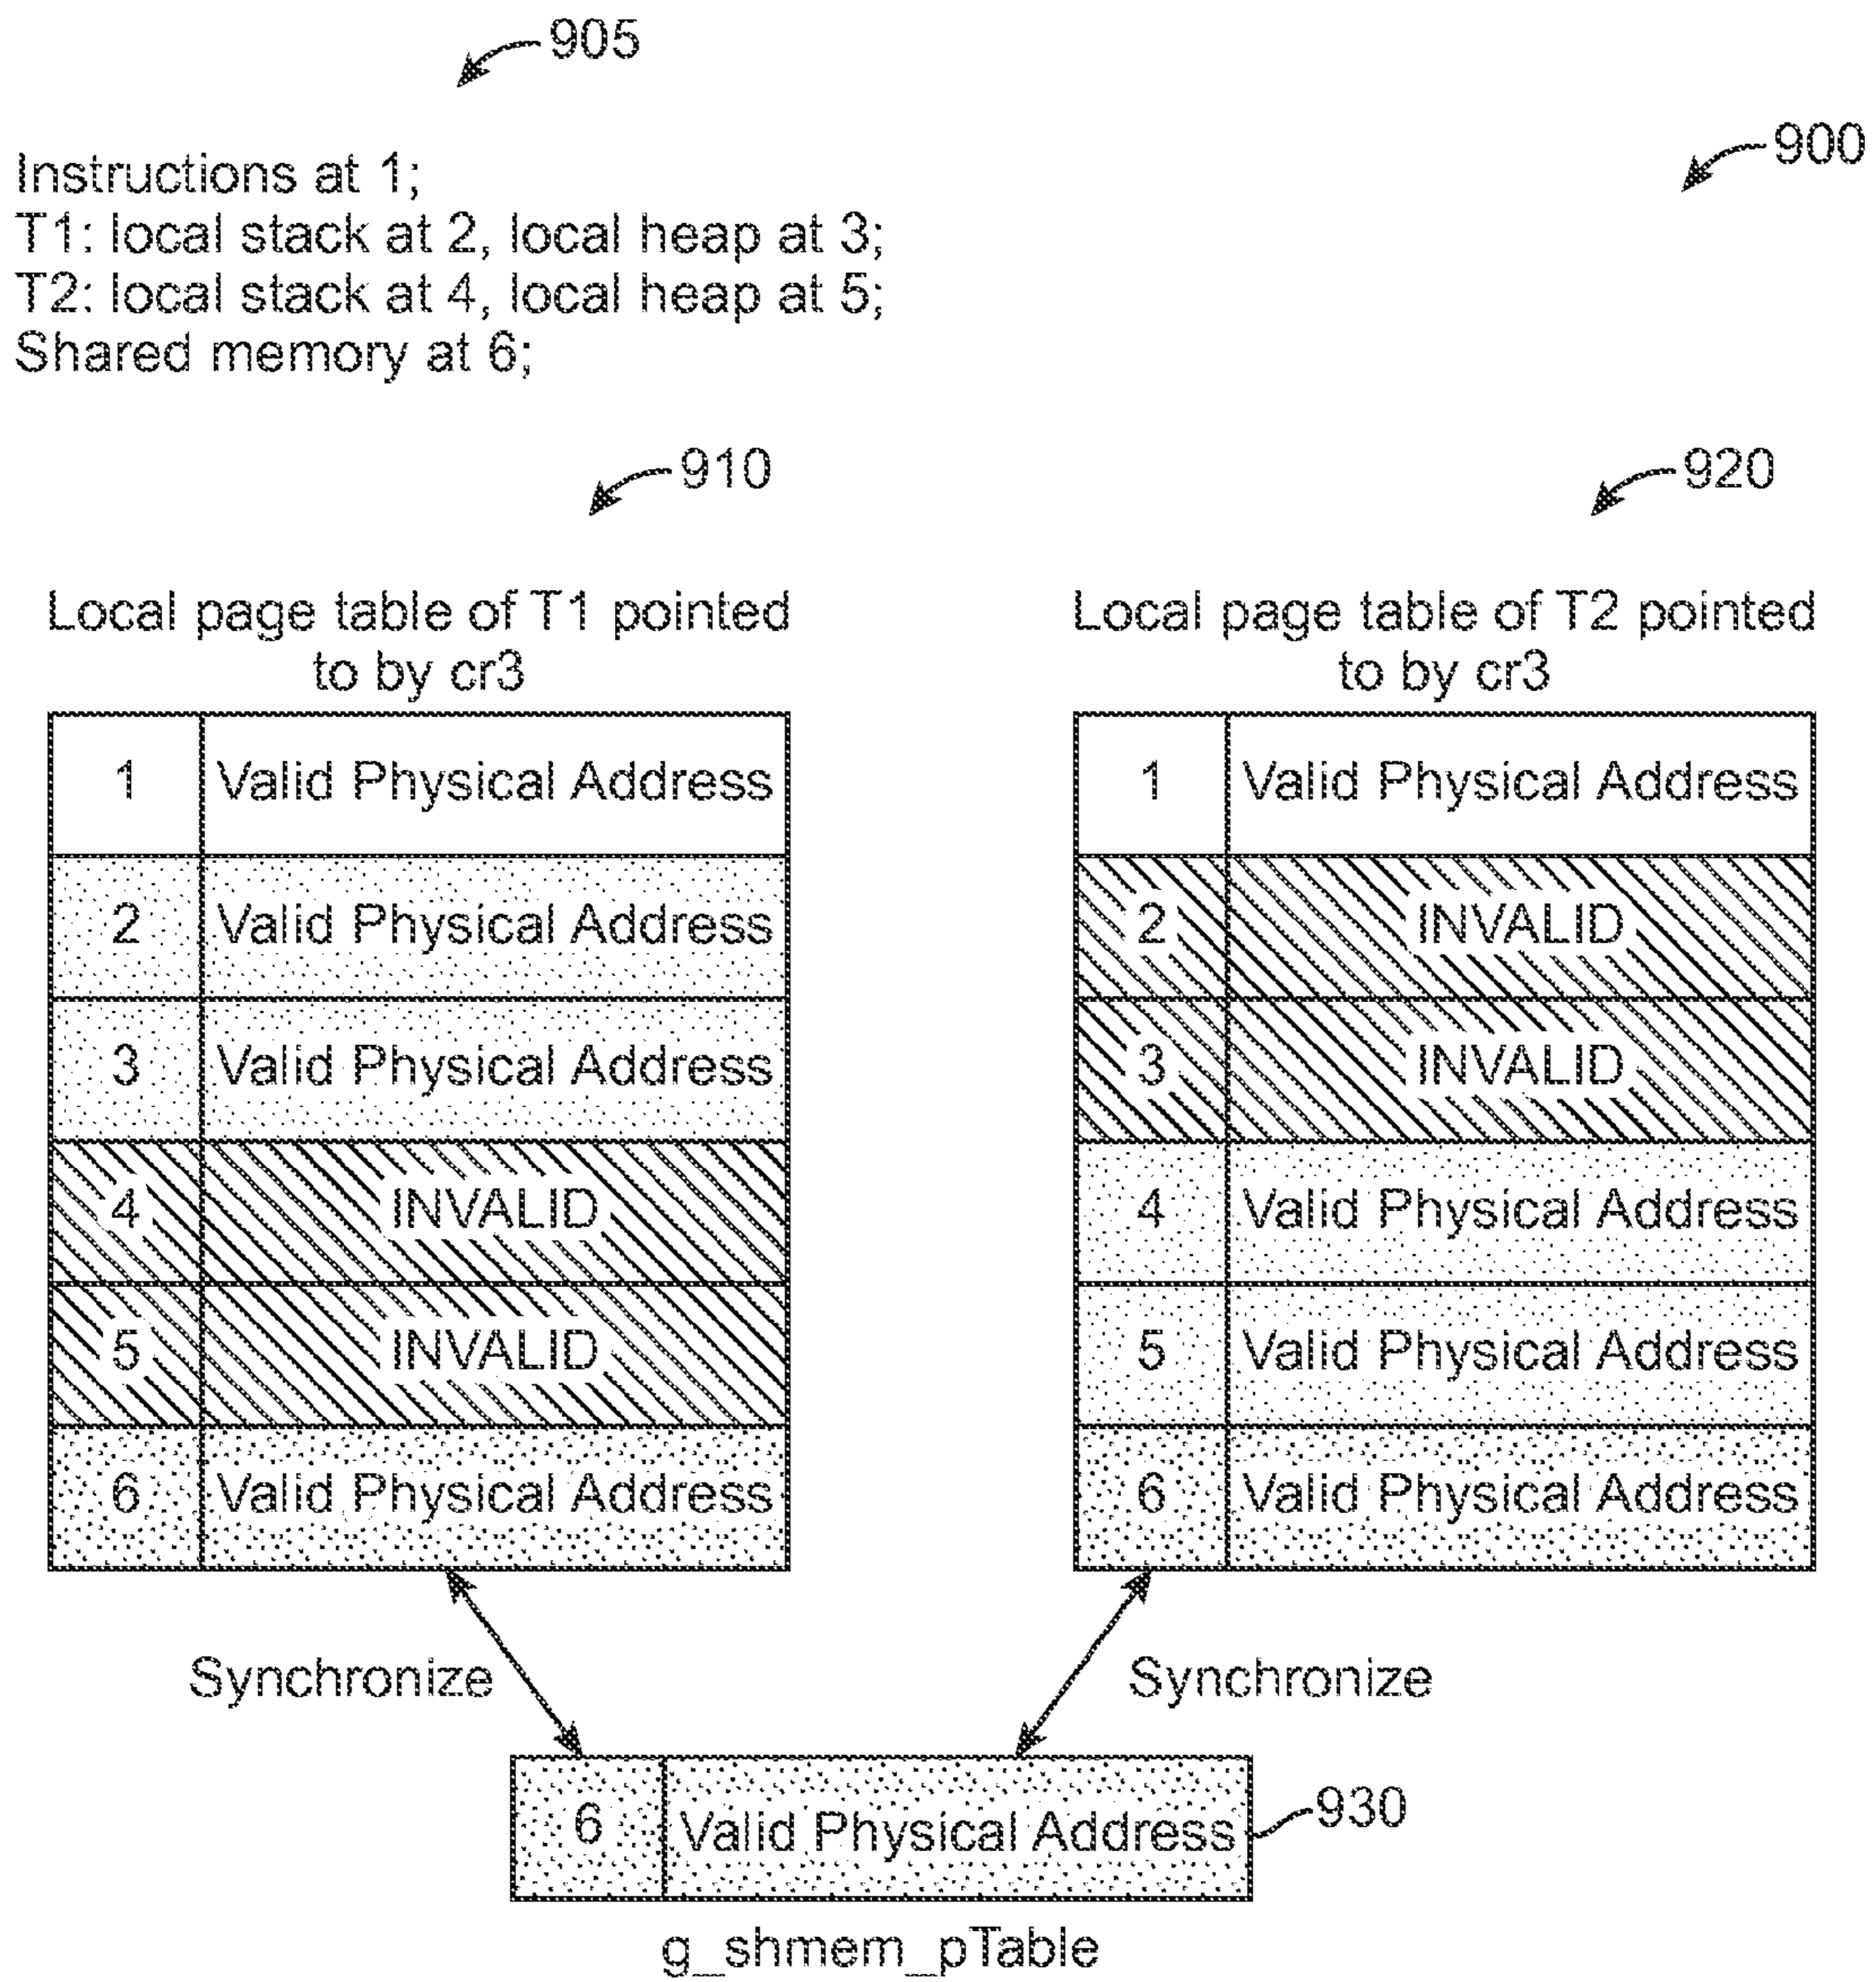 905
900
Instructions at 1;
T1: local stack at 2, local heap at 3;
T2: local stack at 4, local heap at 5;
Shared memory at 6;
910
920
Local page table of T1 pointed
to by cr3
1 Valid Physical Address
2 Valid Physical Address
3 Valid Physical Address
4 INVALID
5 INVALID
6 Valid Physical Address
Local page table of T2 pointed
to by cr3
1 Valid Physical Address
2 INVALID
3 INVALID
4 Valid Physical Address
5 Valid Physical Address
6 Valid Physical Address
Synchronize
Synchronize
6 Valid Physical Address
930
g_shmem_pTable